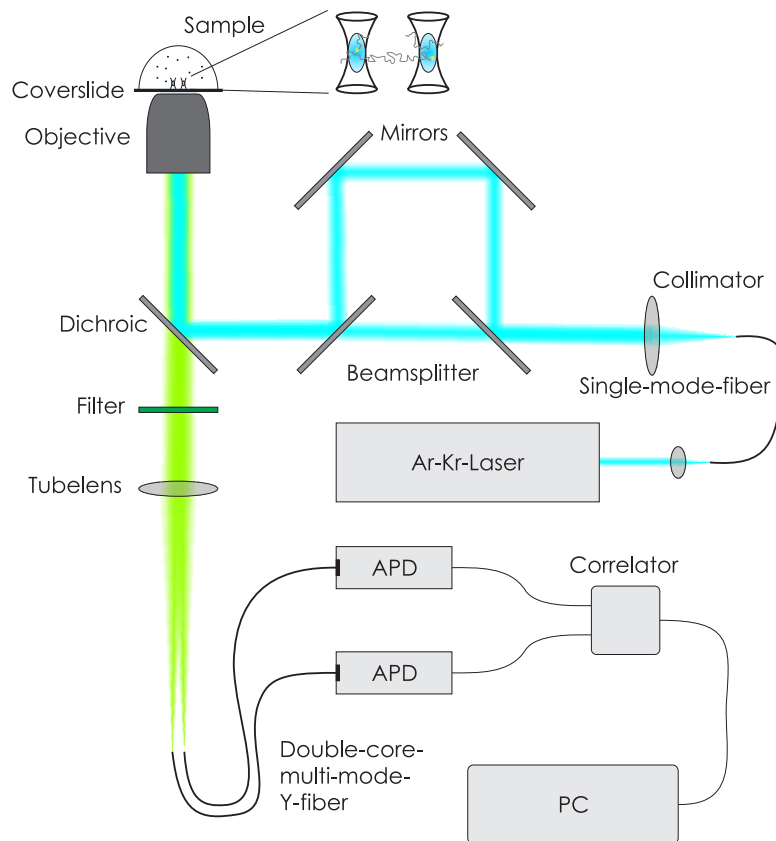 Sample
Coverslide
Objective
Mirrors
Collimator
Dichroic
Beamsplitter
Single-mode-fiber
Filter
Ar-Kr-Laser
Tubelens
APD
Correlator
APD
Double-core-
multi-mode-
Y-fiber
PC